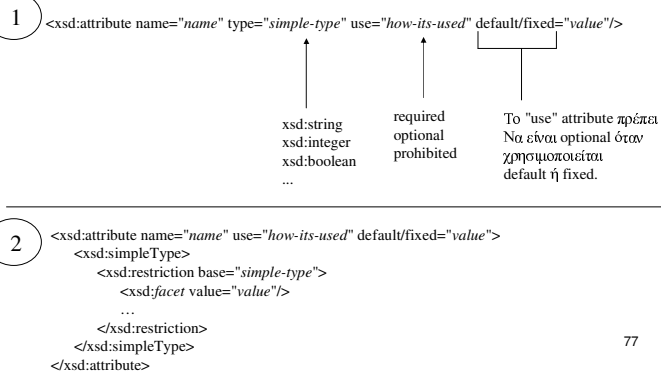 1
<xsd:attribute name="name" type="simple-type" use="how-its-used" default/fixed="value"/>
xsd:string
xsd:integer
xsd:boolean
...
required
optional
prohibited
Το "use" attribute πρέπει
Να είναι optional όταν
χρησιμοποιείται
default ή fixed.
2
<xsd:attribute name="name" use="how-its-used" default/fixed="value">
<xsd:simpleType>
<xsd:restriction base="simple-type">
<xsd:facet value="value"/>
…
</xsd:restriction>
</xsd:simpleType>
</xsd:attribute>
77